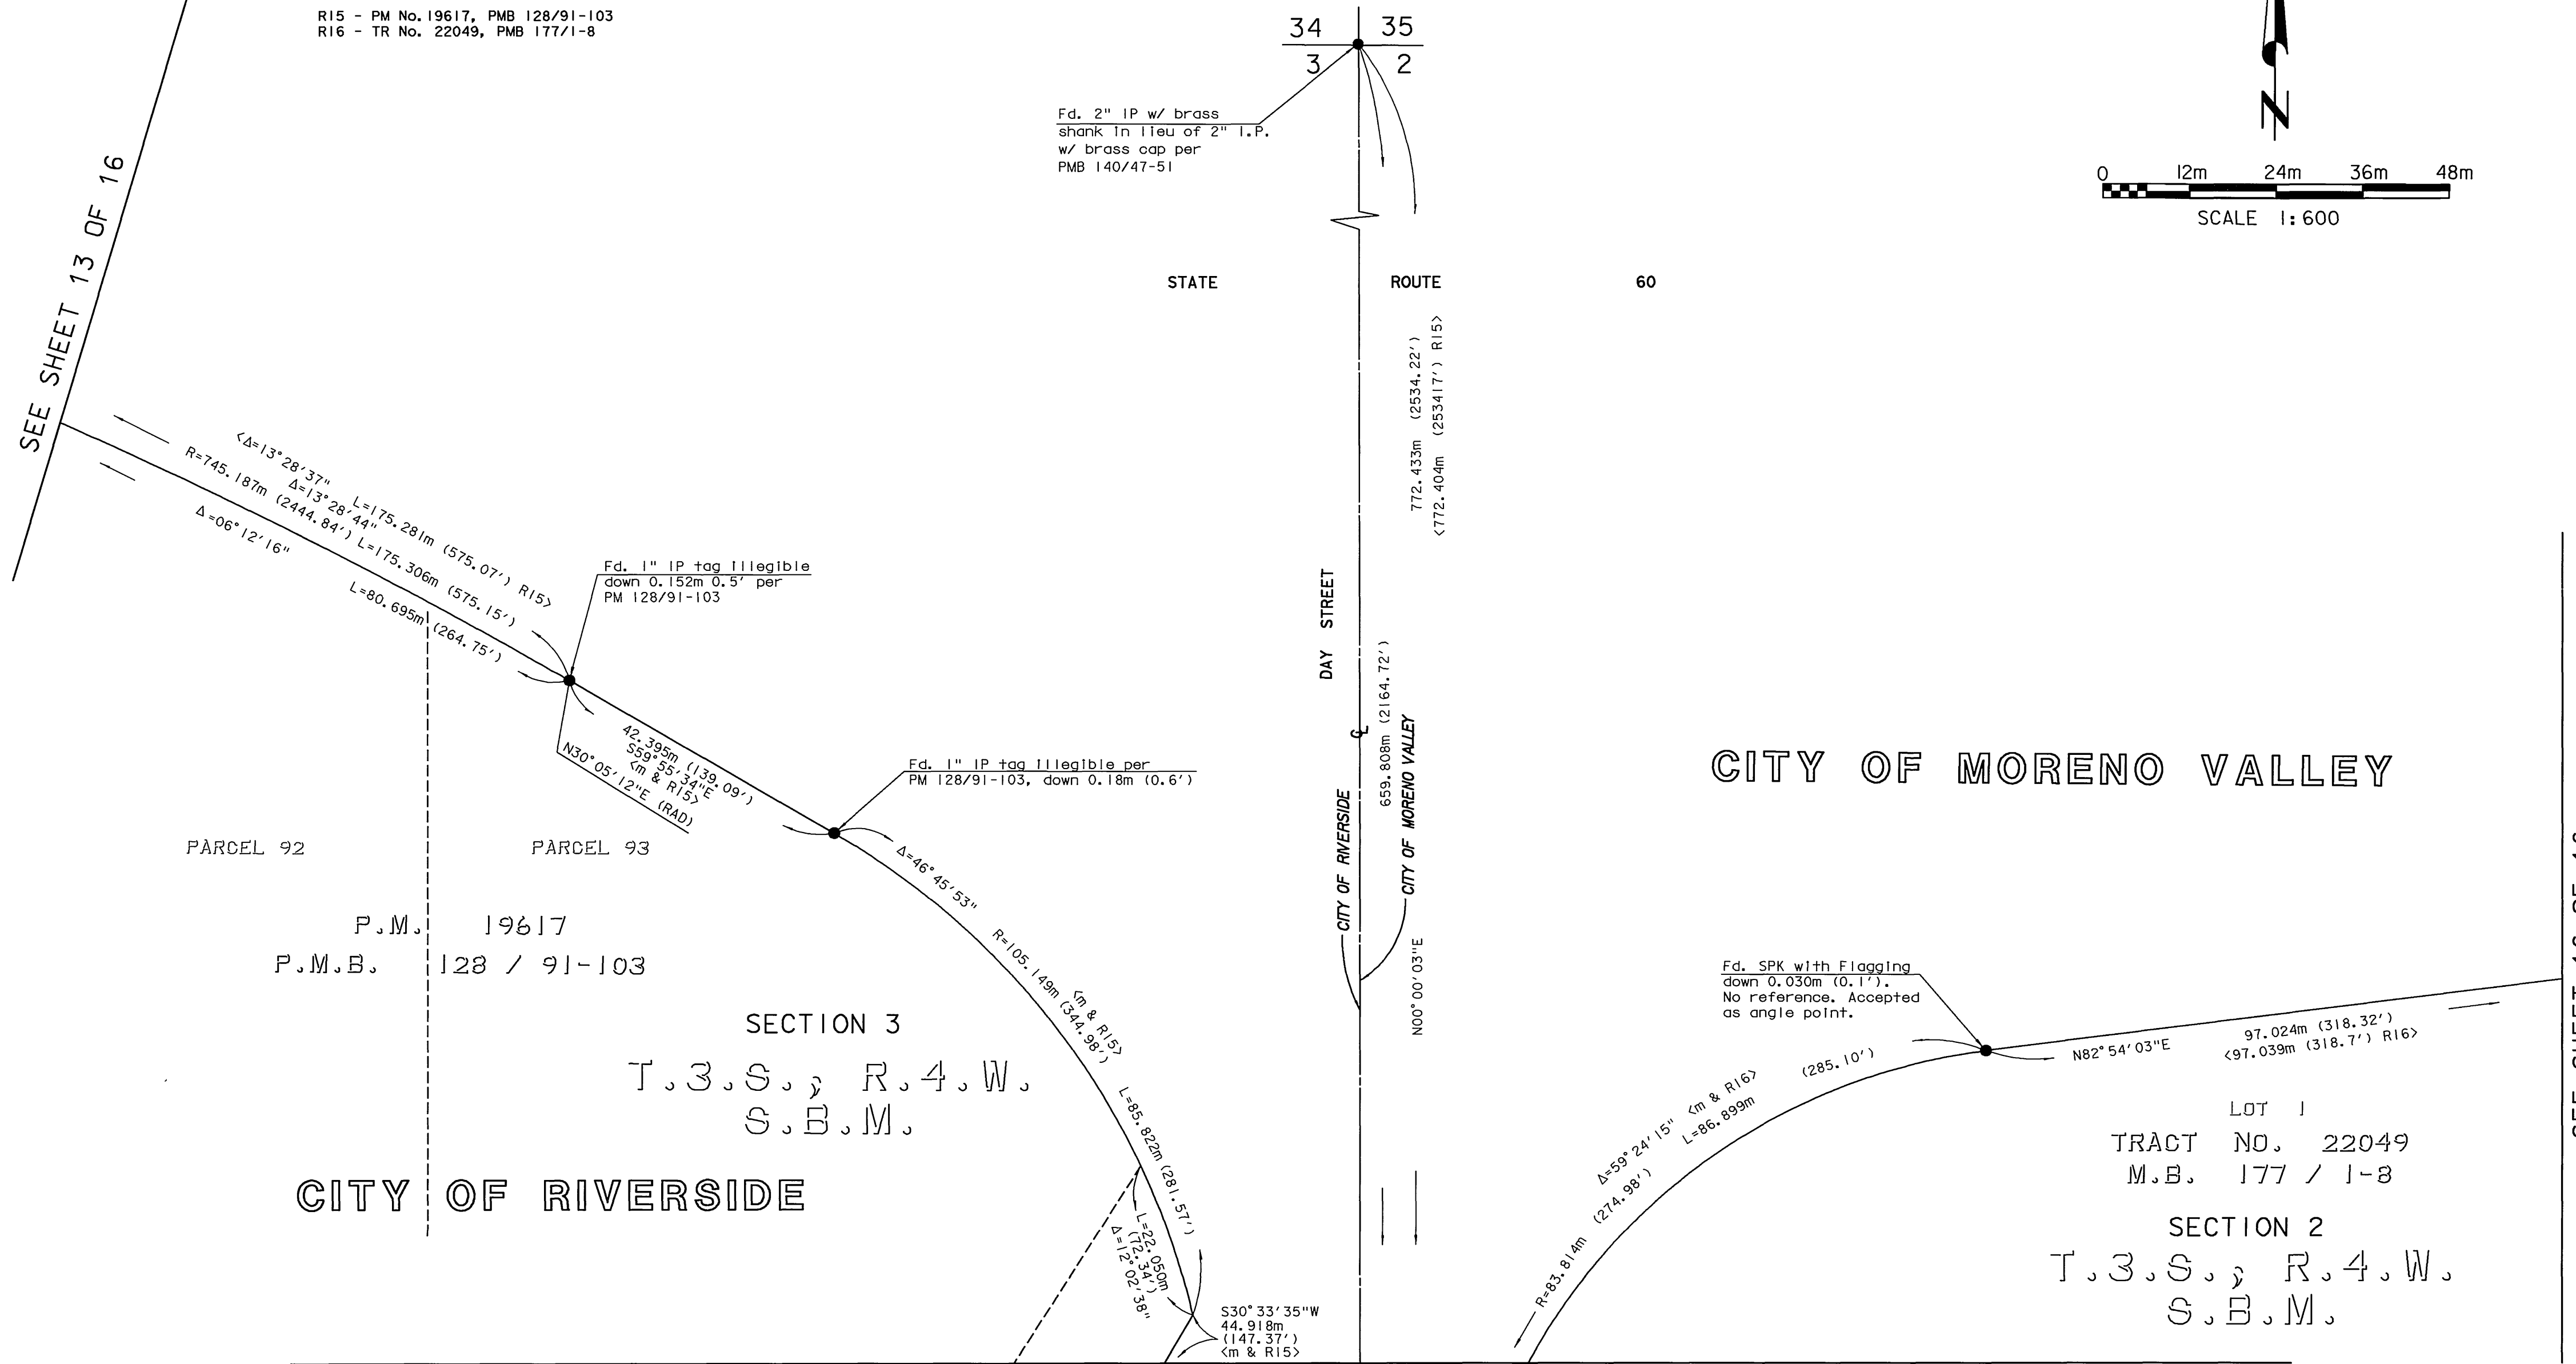 R15 - PM No. 19617, PMB 128/91-103
R16 - TR No. 22049, PMB 177/1-8
34 35
3 2
Fd. 2" IP w/ brass
shank in lieu of 2" I.P.
w/ brass cap per
PMB 140/47-51
N
0 12m 24m 36m 48m
SCALE 1:600
SEE SHEET 13 OF 16
STATE ROUTE 60
772.433m (2534.22')
<772.404m (253417') R15>
<Δ=13°28'37" L=175.281m (575.07') R15>
Δ=13°28'44"
R=745.187m (2444.84') L=175.306m (575.15')
Δ=06°12'16" L=80.695m (264.75')
Fd. 1" IP tag illegible
down 0.152m 0.5' per
PM 128/91-103
42.395m (139.09')
S59°55'34"E
<m & R15>
N30°05'12"E (RAD)
Fd. 1" IP tag illegible per
PM 128/91-103, down 0.18m (0.6')
DAY STREET
℄
659.808m (2164.72')
CITY OF RIVERSIDE
CITY OF MORENO VALLEY
N00°00'03"E
CITY OF MORENO VALLEY
PARCEL 92
PARCEL 93
P.M. 19617
P.M.B. 128 / 91-103
Δ=46°45'53"
<m & R15>
R=105.149m (344.98')
L=85.822m (281.57')
SECTION 3
T.3.S., R.4.W.
S.B.M.
CITY OF RIVERSIDE
L=22.050m
(72.34')
Δ=12°02'38"
S30°33'35"W
44.918m
(147.37')
<m & R15>
Fd. SPK with Flagging
down 0.030m (0.1').
No reference. Accepted
as angle point.
Δ=59°24'15" <m & R16>
L=86.899m (285.10')
R=83.814m (274.98')
97.024m (318.32')
N82°54'03"E
<97.039m (318.7') R16>
LOT 1
TRACT NO. 22049
M.B. 177 / 1-8
SECTION 2
T.3.S., R.4.W.
S.B.M.